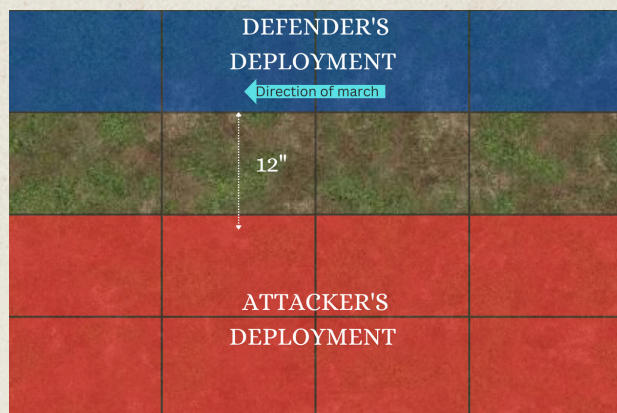 DEFENDER'S
DEPLOYMENT
Direction of march
12"
ATTACKER'S
DEPLOYMENT